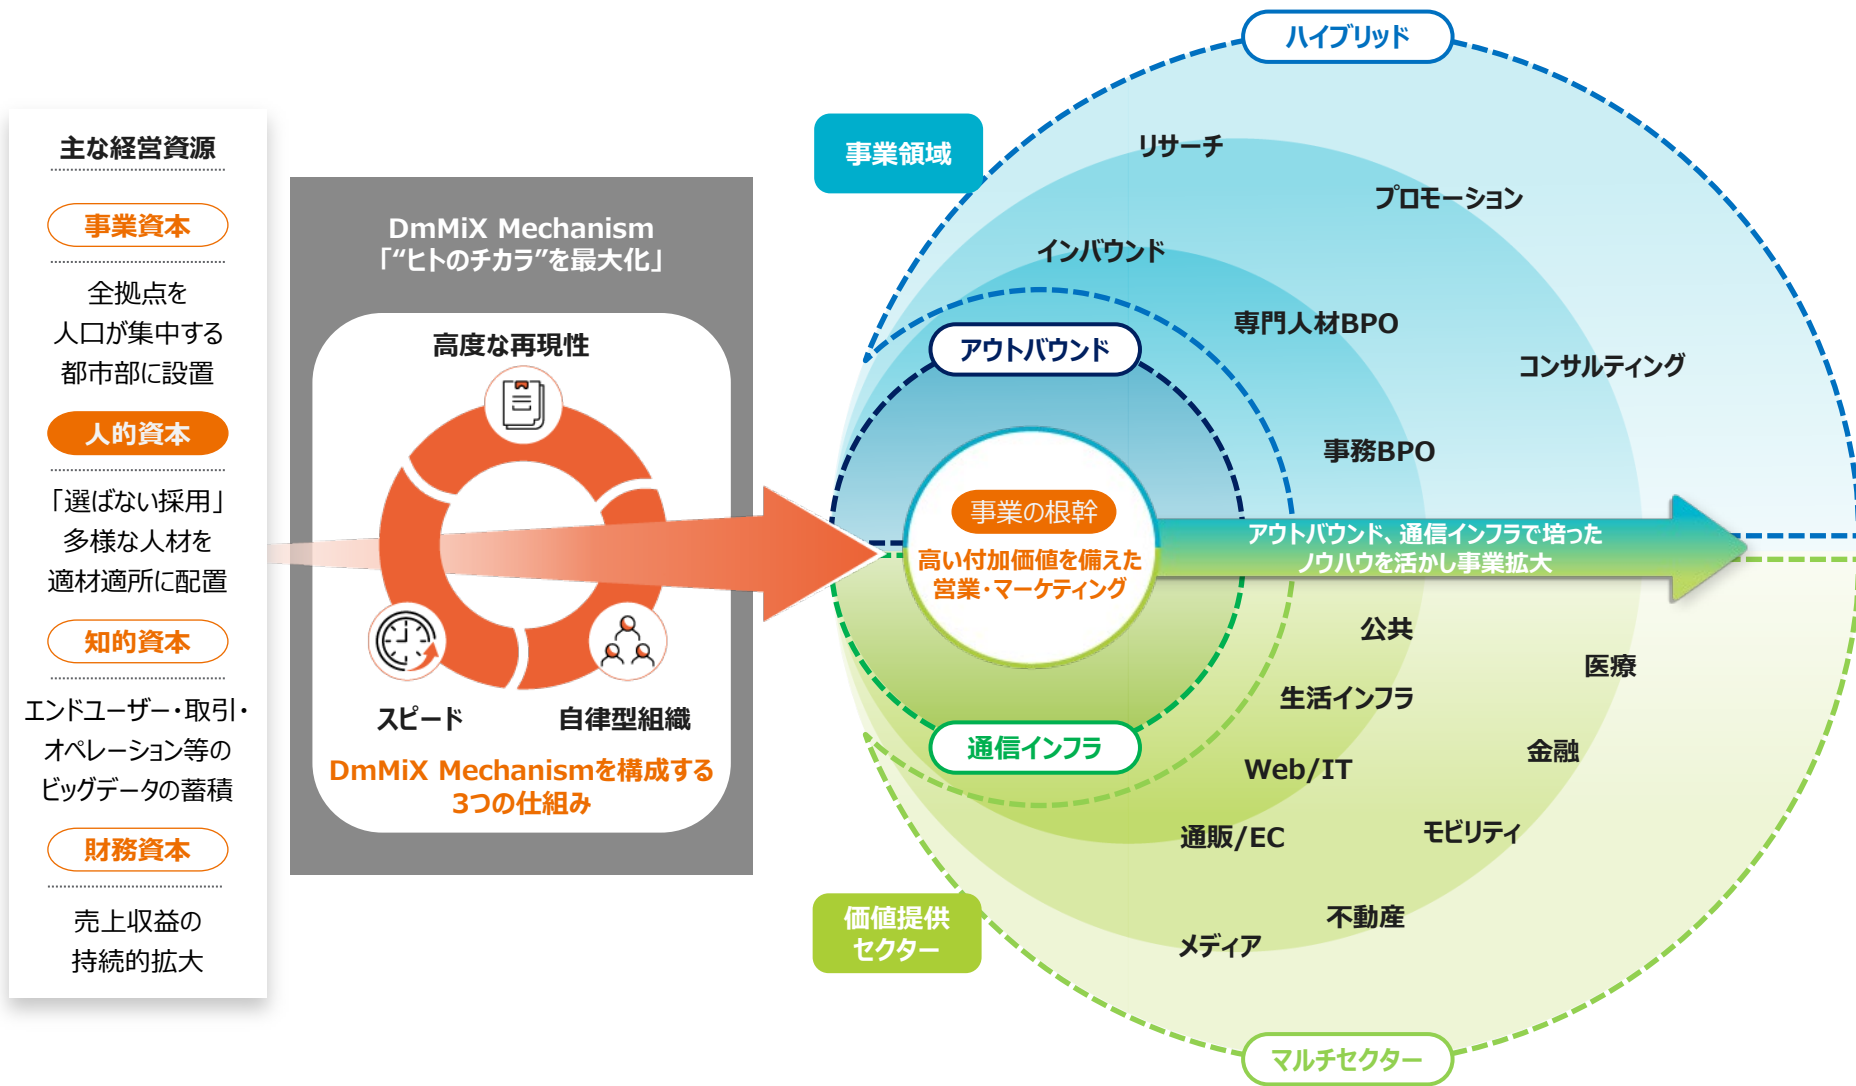 主な経営資源
事業資本
全拠点を
人口が集中する
都市部に設置
人的資本
「選ばない採用」
多様な人材を
適材適所に配置
知的資本
エンドユーザー・取引・
オペレーション等の
ビッグデータの蓄積
財務資本
売上収益の
持続的拡大
DmMiX Mechanism
「“ヒトのチカラ”を最大化」
高度な再現性
スピード
自律型組織
DmMiX Mechanismを構成する
3つの仕組み
ハイブリッド
事業領域
リサーチ
プロモーション
インバウンド
専門人材BPO
アウトバウンド
コンサルティング
事務BPO
事業の根幹
高い付加価値を備えた
営業・マーケティング
アウトバウンド、通信インフラで培った
ノウハウを活かし事業拡大
公共
医療
生活インフラ
通信インフラ
金融
Web/IT
モビリティ
通販/EC
価値提供
セクター
不動産
メディア
マルチセクター